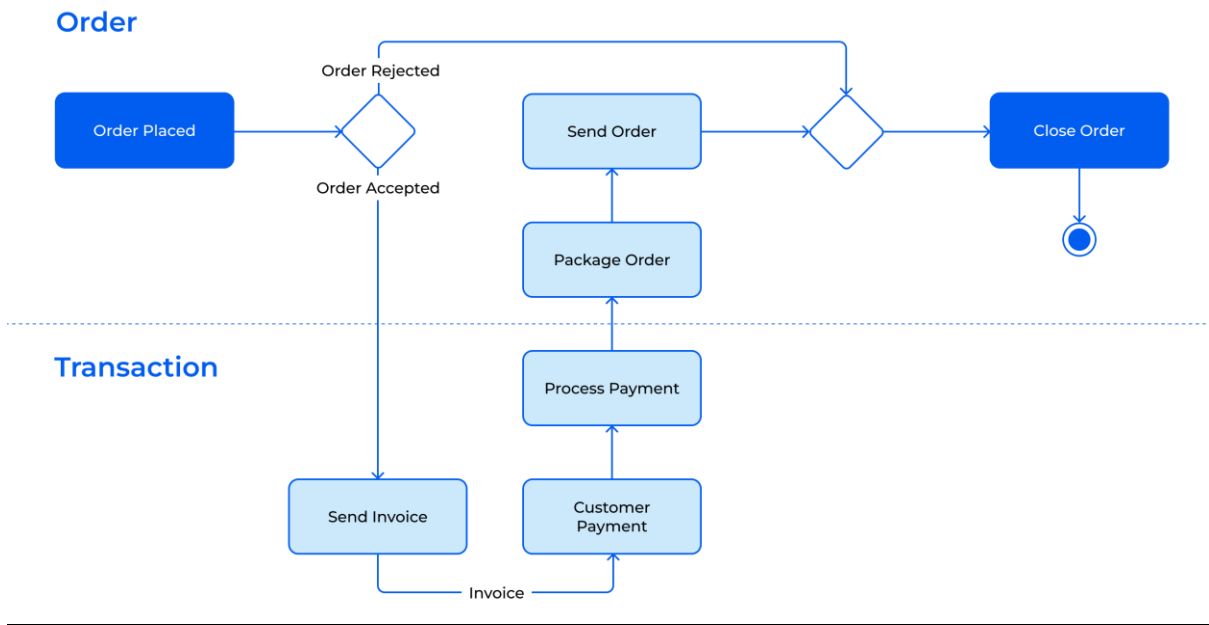 Order
Order Rejected
Order Placed
Send Order
Close Order
Order Accepted
Package Order
Transaction
Process Payment
Send Invoice
Customer
Payment
Invoice